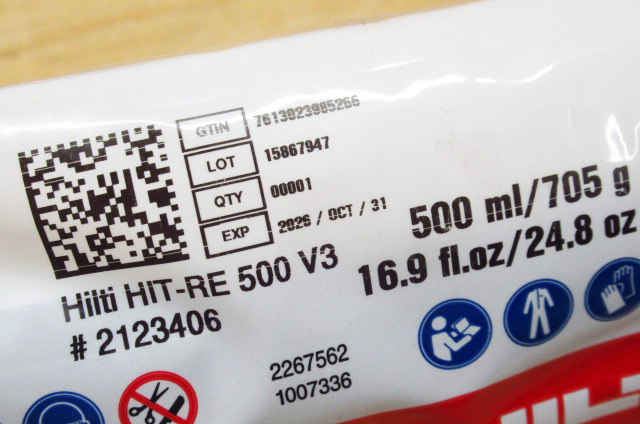 GTIN 7613023985266
LOT 15867947
QTY 00001
EXP 2026 / OCT / 31
500 ml/705 g
16.9 fl.oz/24.8 oz
Hilti HIT-RE 500 V3
# 2123406
2267562
1007336